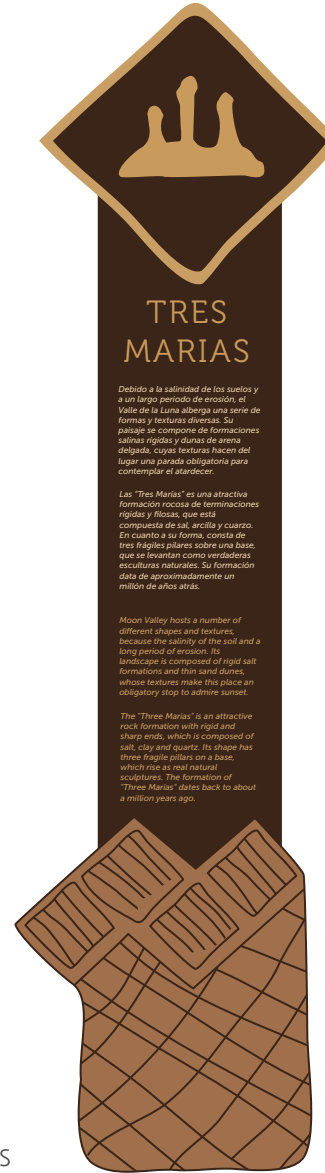 TRES
MARIAS
Debido a la salinidad de los suelos y
a un largo periodo de erosión, el
Valle de la Luna alberga una serie de
formas y texturas diversas. Su
paisaje se compone de formaciones
salinas rígidas y dunas de arena
delgada, cuyas texturas hacen del
lugar una parada obligatoria para
contemplar el atardecer.
Las "Tres Marías" es una atractiva
formación rocosa de terminaciones
rígidas y filosas, que está
compuesta de sal, arcilla y cuarzo.
En cuanto a su forma, consta de
tres frágiles pilares sobre una base,
que se levantan como verdaderas
esculturas naturales. Su formación
data de aproximadamente un
millón de años atrás.
Moon Valley hosts a number of
different shapes and textures,
because the salinity of the soil and a
long period of erosion. Its
landscape is composed of rigid salt
formations and thin sand dunes,
whose textures make this place an
obligatory stop to admire sunset.
The "Three Marias" is an attractive
rock formation with rigid and
sharp ends, which is composed of
salt, clay and quartz. Its shape has
three fragile pillars on a base,
which rise as real natural
sculptures. The formation of
"Three Marias" dates back to about
a million years ago.
S